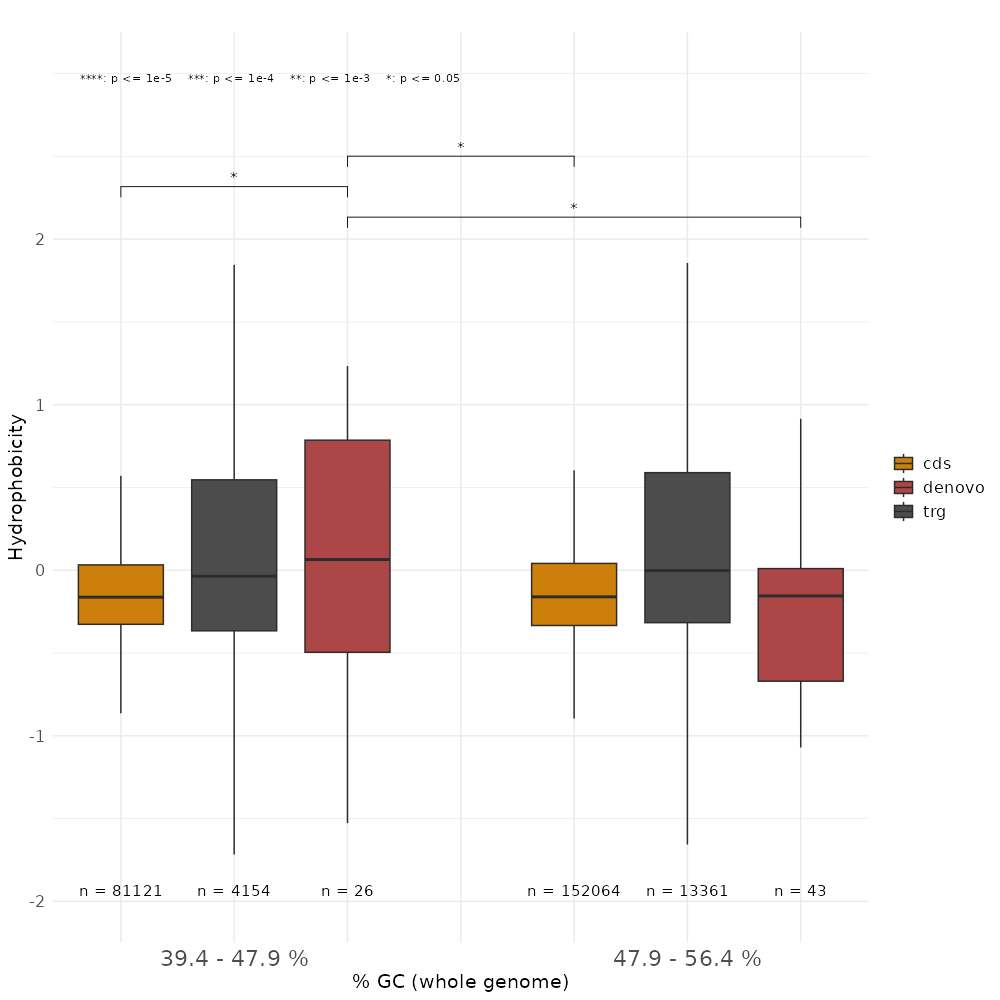 ****: p <= 1e-5 ***: p <= 1e-4 **: p <= 1e-3 *: p <= 0.05
*
*
*
2
1
0
-1
-2
Hydrophobicity
n = 81121 n = 4154 n = 26 n = 152064 n = 13361 n = 43
39.4 - 47.9 % 47.9 - 56.4 %
% GC (whole genome)
cds
denovo
trg